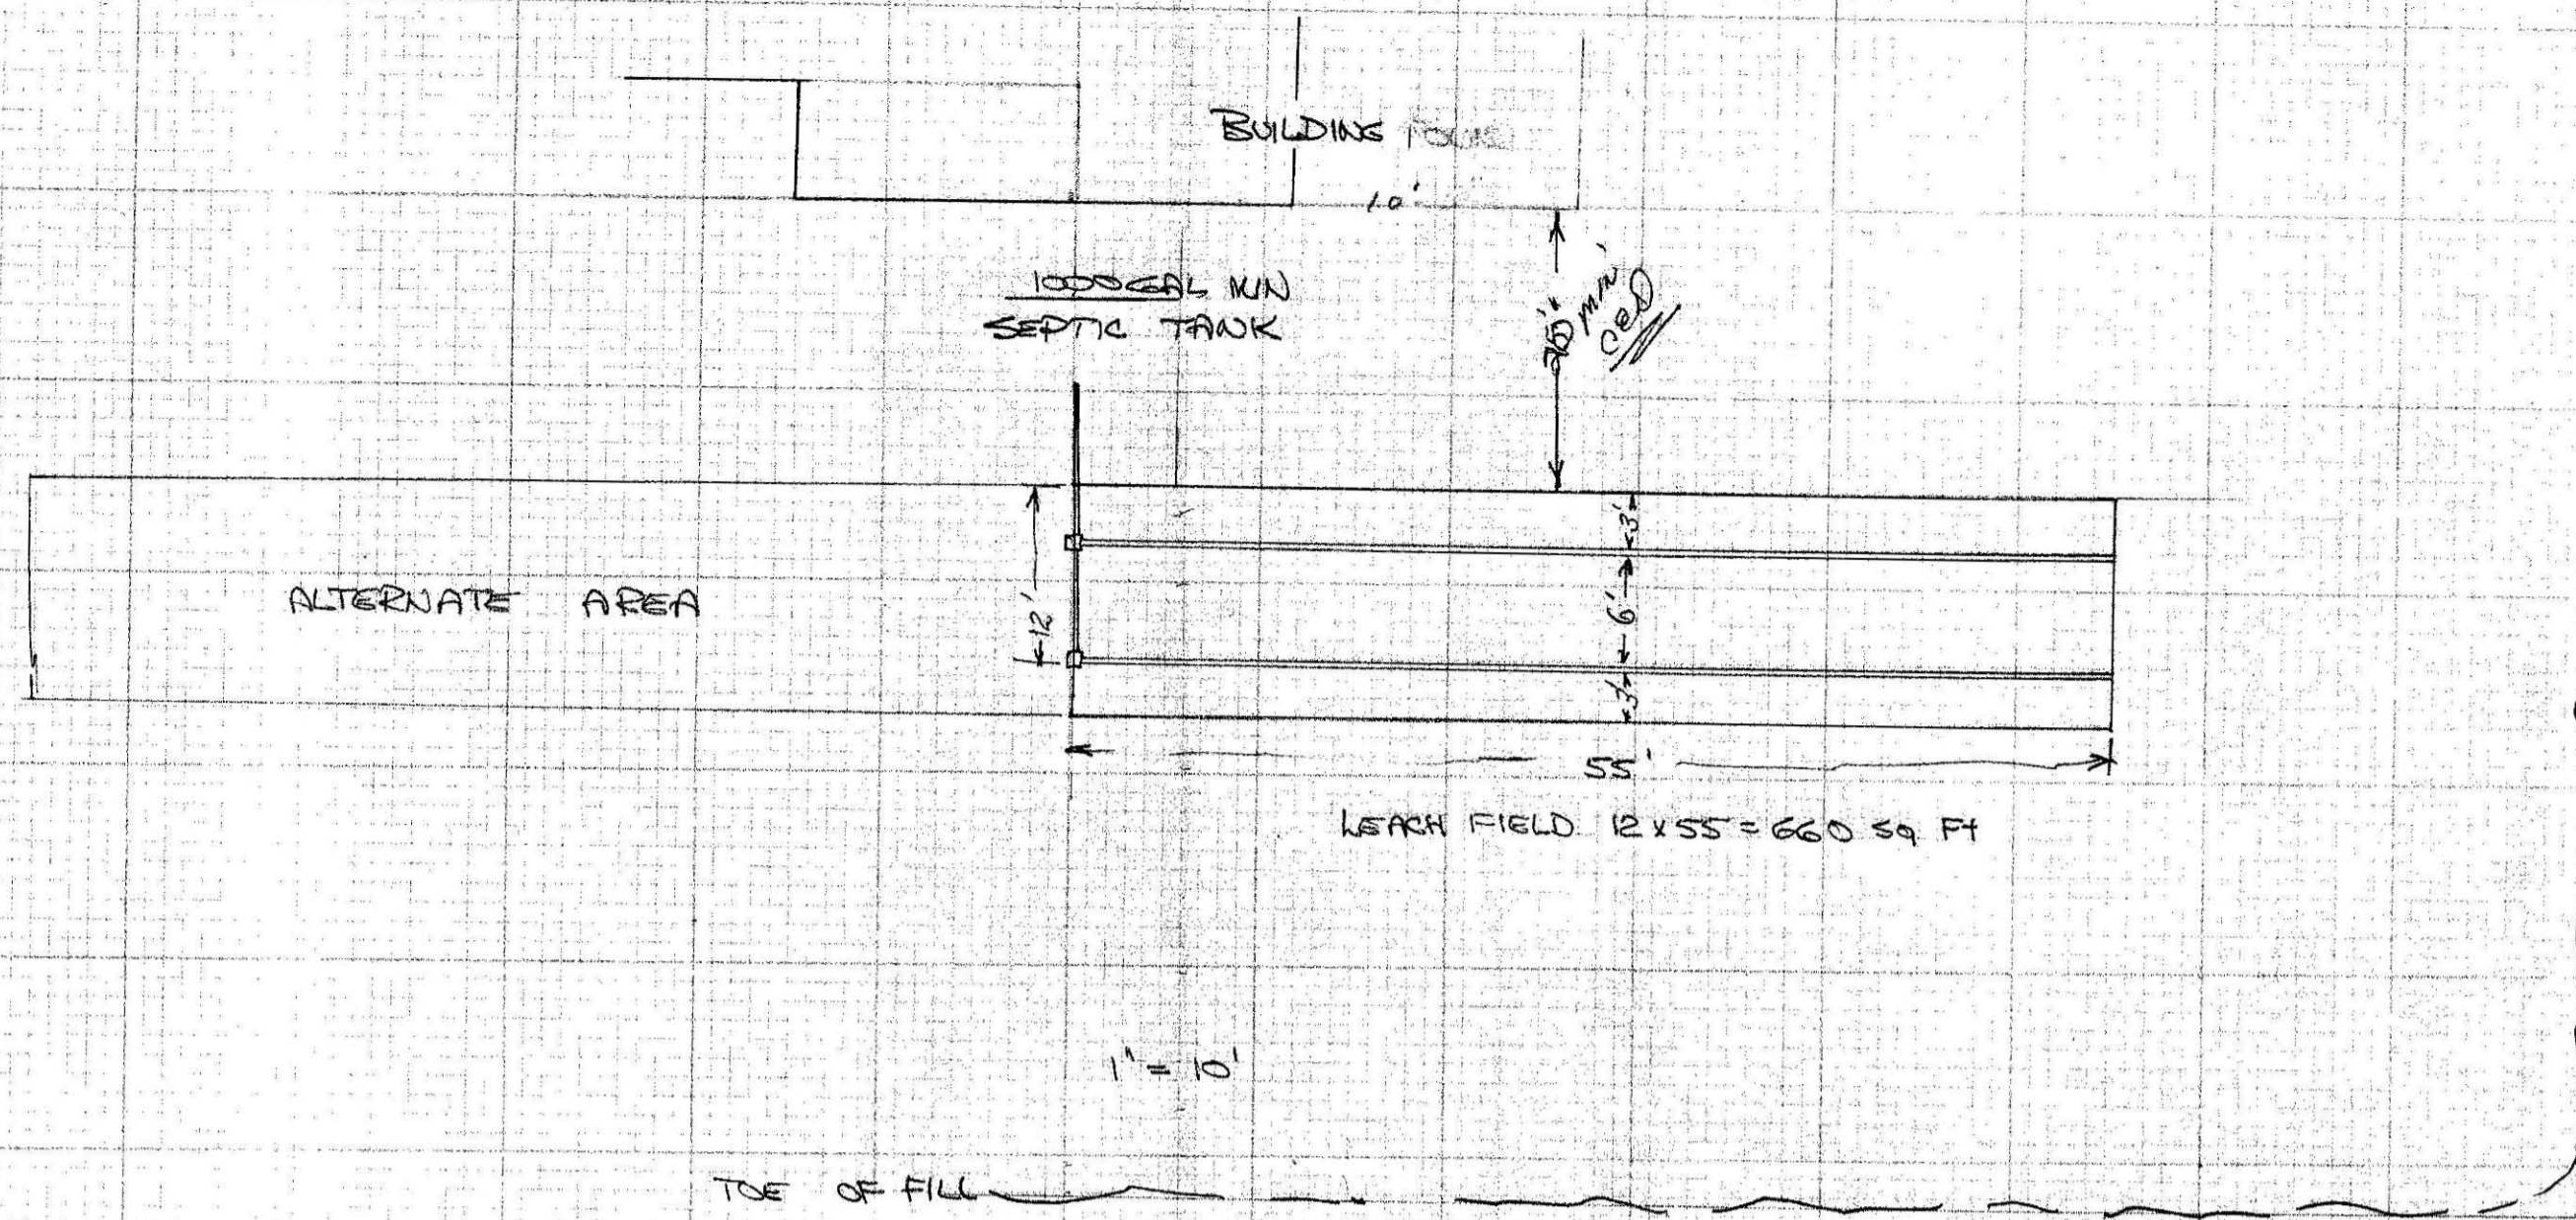 BUILDING
10'
1000 GAL MIN
SEPTIC TANK
MIN
3'
ALTERNATE AREA
12'
6'
3'
55'
LEACH FIELD 12 x 55 = 660 SQ Ft
1" = 10'
TOE OF FILL